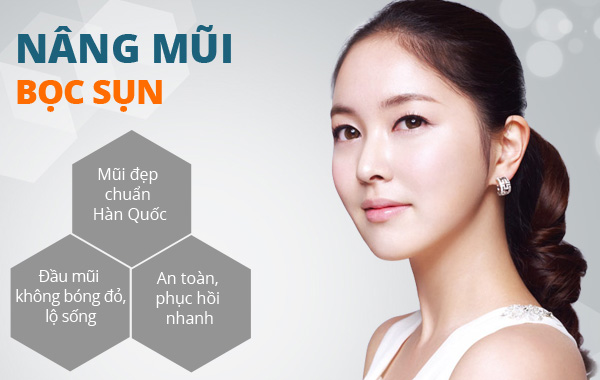 NÂNG MŨI
BỌC SỤN
Mũi đẹp
chuẩn
Hàn Quốc
Đầu mũi
không bóng đỏ,
lộ sống
An toàn,
phục hồi
nhanh